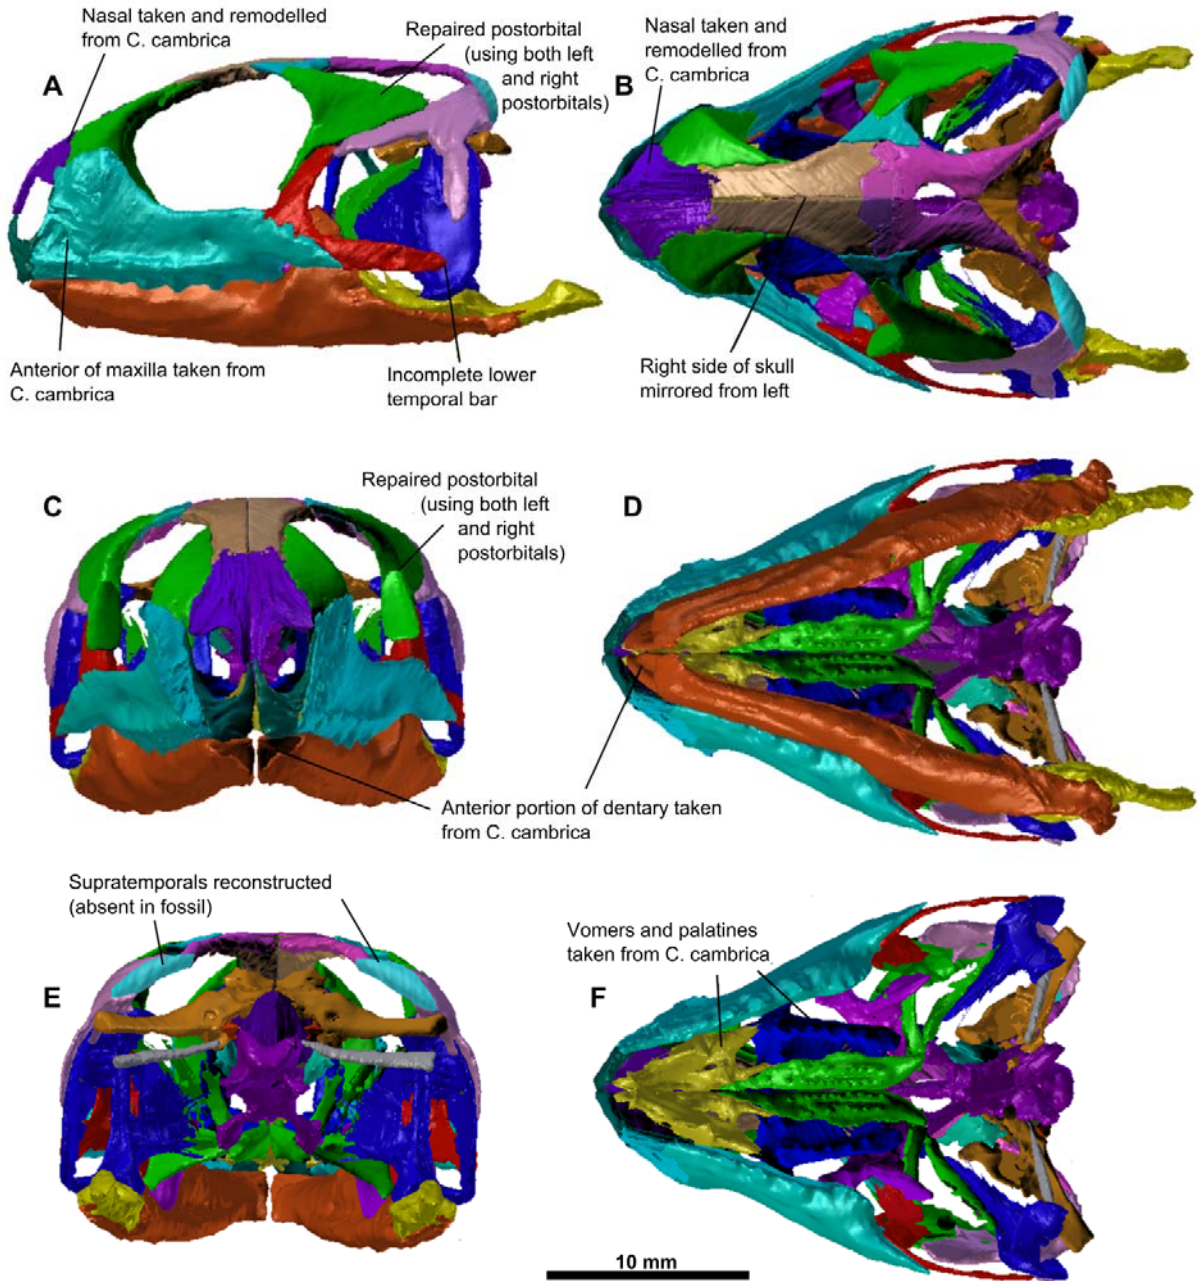 Nasal taken and remodelled
from C. cambrica
Repaired postorbital
(using both left
and right
postorbitals)
A
Nasal taken and
remodelled from
C. cambrica
B
Anterior of maxilla taken from
C. cambrica
Incomplete lower
temporal bar
Right side of skull
mirrored from left
C
Repaired postorbital
(using both left
and right
postorbitals)
D
Anterior portion of dentary taken
from C. cambrica
Supratemporals reconstructed
(absent in fossil)
E
Vomers and palatines
taken from C. cambrica
F
10 mm